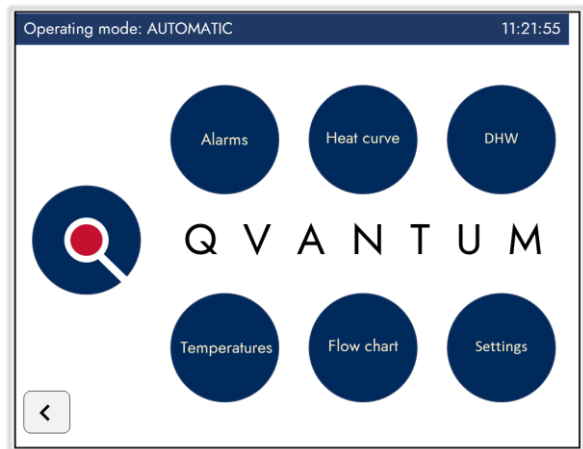 Operating mode: AUTOMATIC 11:21:55
Alarms Heat curve DHW
Q V A N T U M
Temperatures Flow chart Settings